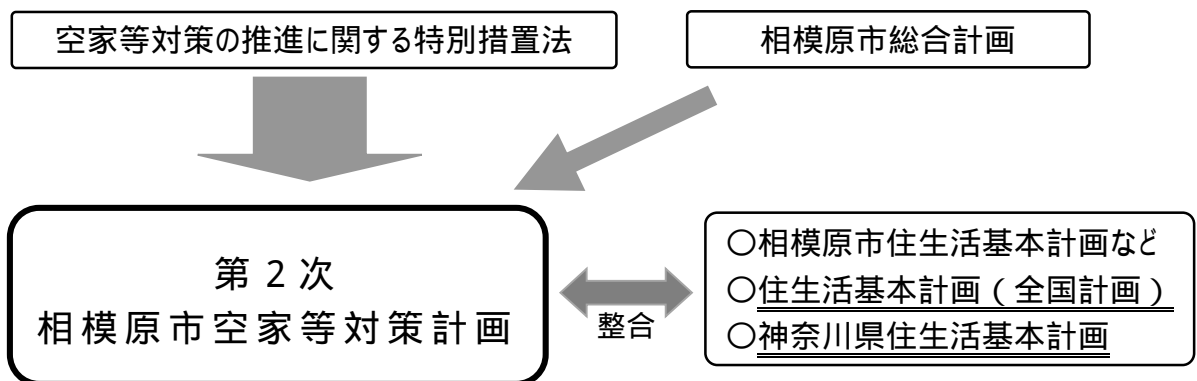 空家等対策の推進に関する特別措置法
相模原市総合計画
第2次
相模原市空家等対策計画
整合
〇相模原市住生活基本計画など
〇住生活基本計画(全国計画)
〇神奈川県住生活基本計画